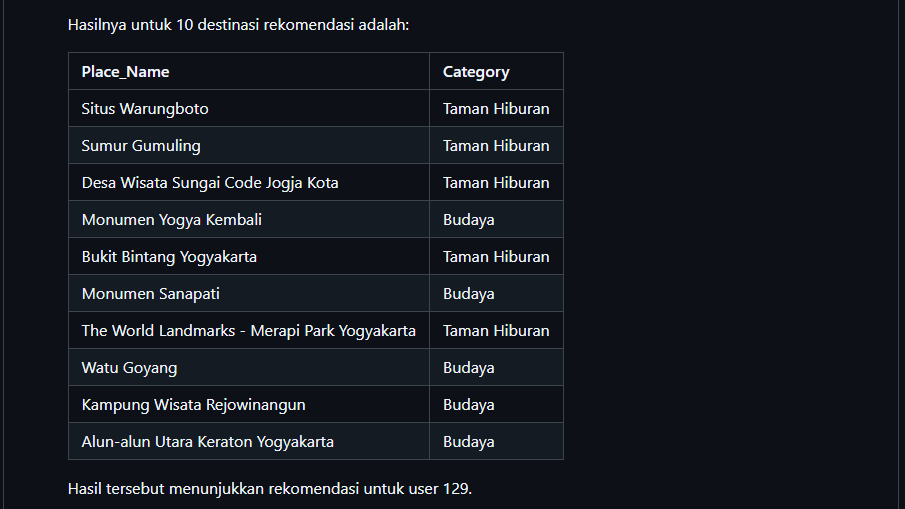 Hasilnya untuk 10 destinasi rekomendasi adalah:
Place_Name Category
Situs Warungboto Taman Hiburan
Sumur Gumuling Taman Hiburan
Desa Wisata Sungai Code Jogja Kota Taman Hiburan
Monumen Yogya Kembali Budaya
Bukit Bintang Yogyakarta Taman Hiburan
Monumen Sanapati Budaya
The World Landmarks - Merapi Park Yogyakarta Taman Hiburan
Watu Goyang Budaya
Kampung Wisata Rejowinangun Budaya
Alun-alun Utara Keraton Yogyakarta Budaya
Hasil tersebut menunjukkan rekomendasi untuk user 129.